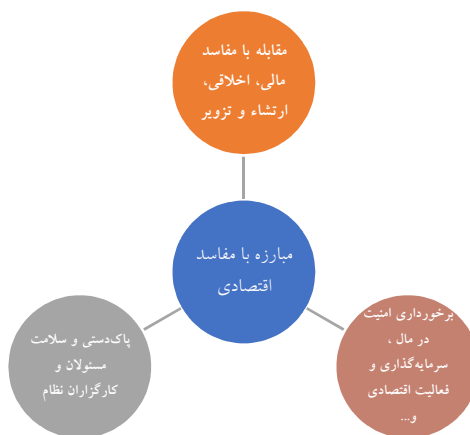 مقابله با مفاسد
مالی، اخلاقی،
ارتشاء و تزویر
مبارزه با مفاسد
اقتصادی
برخورداری امنیت
در مال ،
سرمایه‌گذاری و
فعالیت اقتصادی
و...
پاک‌دستی و سلامت
مسئولان و
کارگزاران نظام